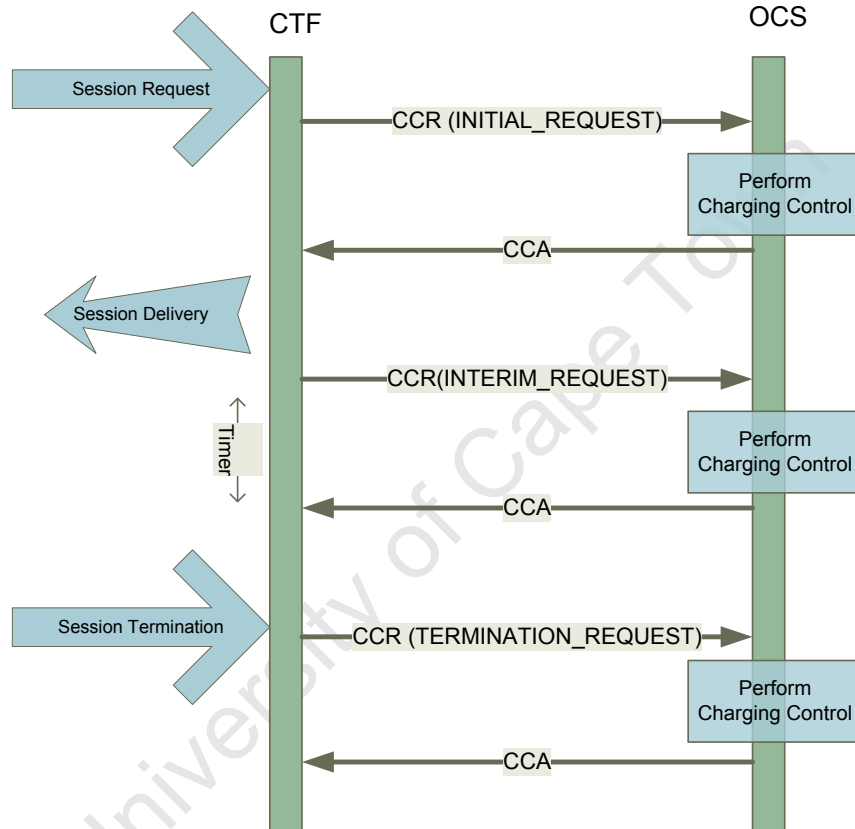 CTF
OCS
Session Request
CCR (INITIAL_REQUEST)
Perform
Charging Control
CCA
Session Delivery
CCR(INTERIM_REQUEST)
Timer
Perform
Charging Control
CCA
Session Termination
CCR (TERMINATION_REQUEST)
Perform
Charging Control
CCA
University of Cape Town